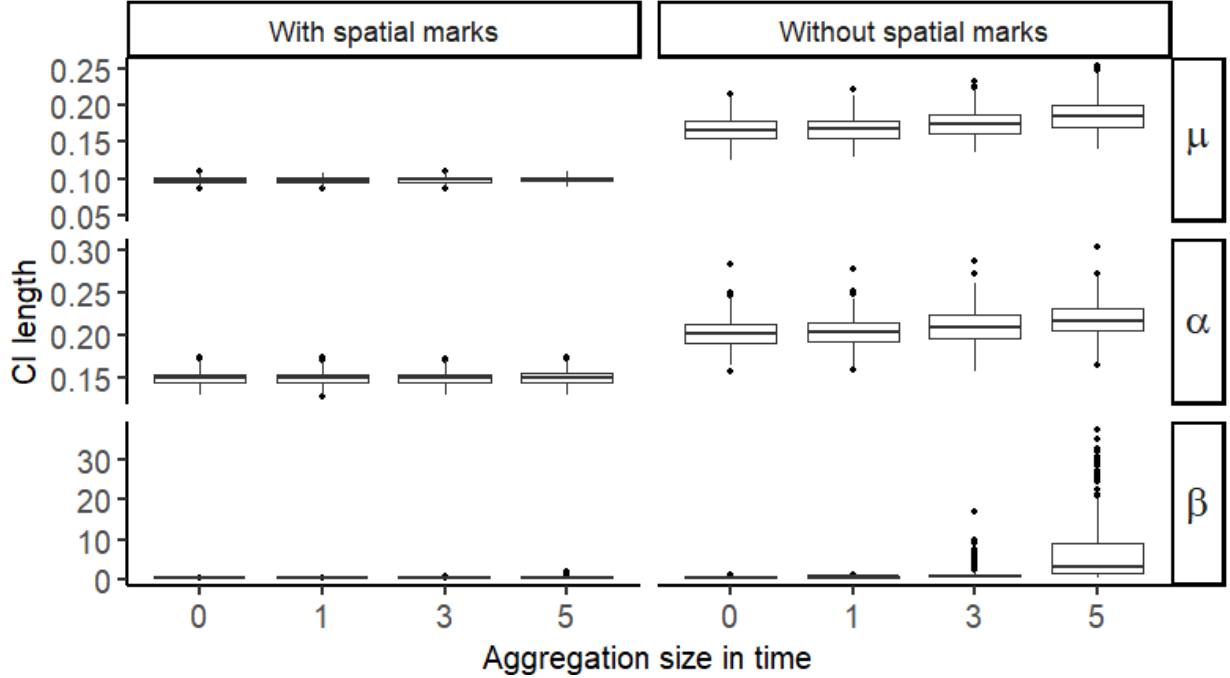 With spatial marks
Without spatial marks
0.25
0.20
0.15
0.10
0.05
μ
0.30
0.25
0.20
0.15
α
30
20
10
0
β
CI length
0 1 3 5
0 1 3 5
Aggregation size in time